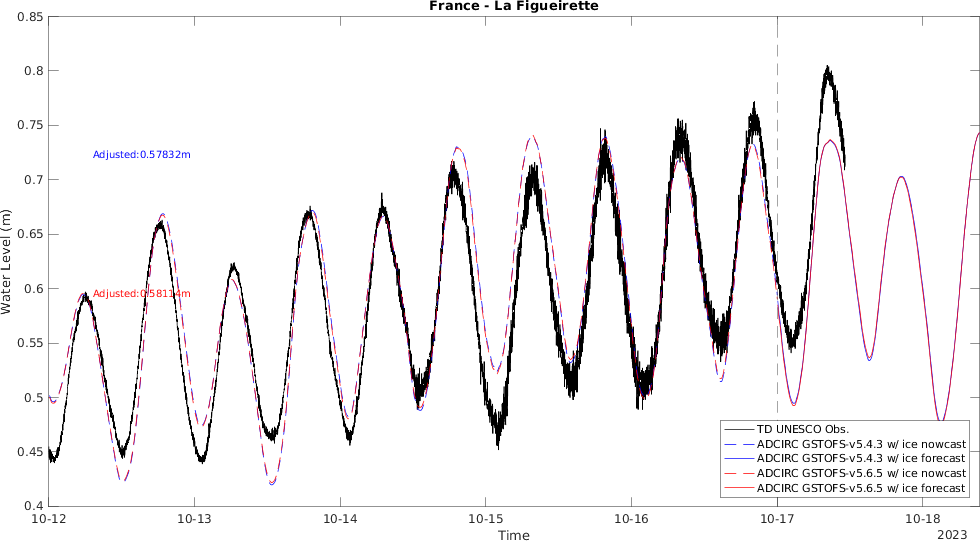 France - La Figueirette
0.85
0.8
0.75
0.7
0.65
0.6
0.55
0.5
0.45
0.4
Water Level (m)
Adjusted:0.57832m
Adjusted:0.58114m
TD UNESCO Obs.
ADCIRC GSTOFS-v5.4.3 w/ ice nowcast
ADCIRC GSTOFS-v5.4.3 w/ ice forecast
ADCIRC GSTOFS-v5.6.5 w/ ice nowcast
ADCIRC GSTOFS-v5.6.5 w/ ice forecast
10-12 10-13 10-14 10-15 10-16 10-17 10-18
Time
2023